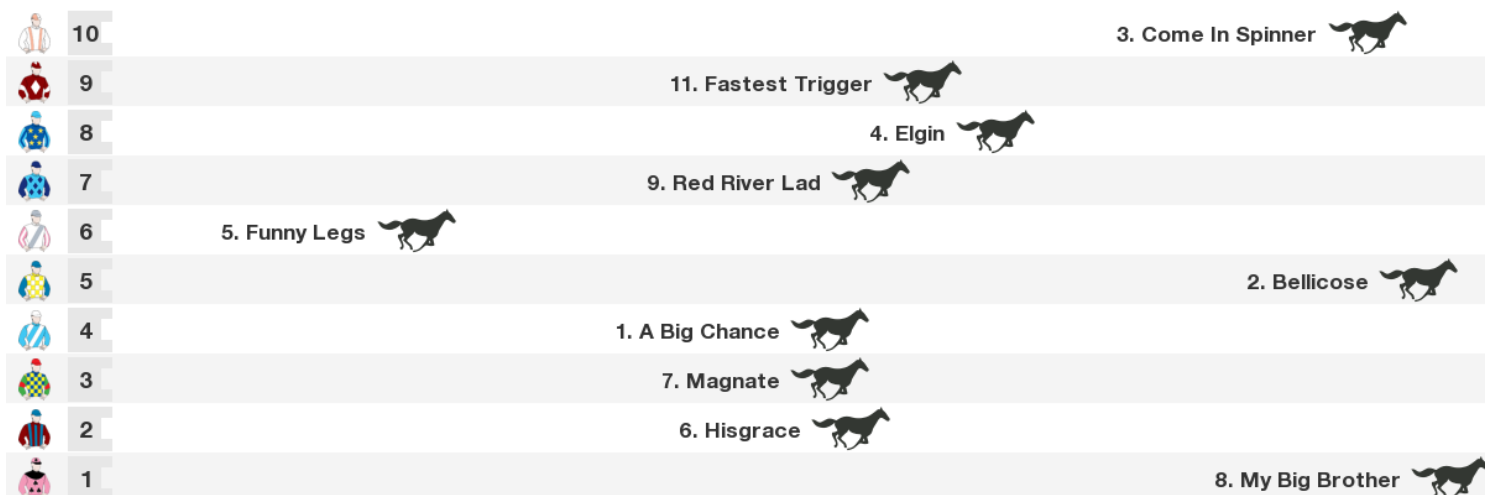 10 3. Come In Spinner
9 11. Fastest Trigger
8 4. Elgin
7 9. Red River Lad
6 5. Funny Legs
5 2. Bellicose
4 1. A Big Chance
3 7. Magnate
2 6. Hisgrace
1 8. My Big Brother